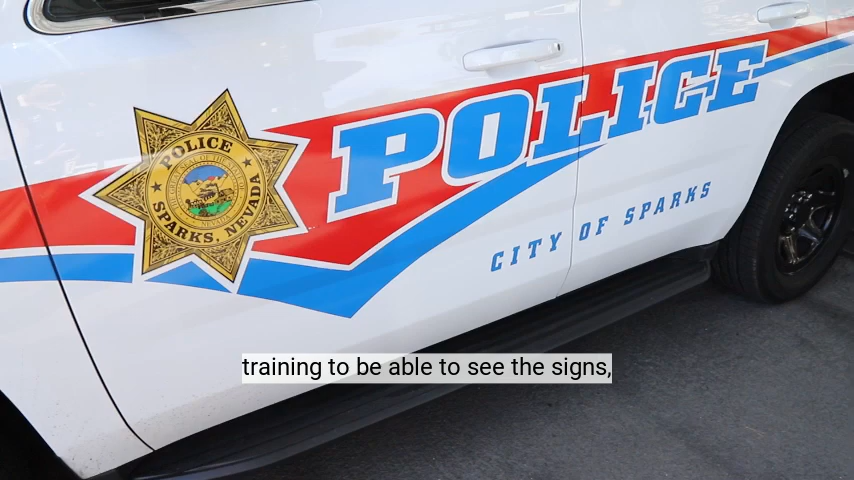 POLICE
POLICE
SPARKS, NEVADA
CITY OF SPARKS
training to be able to see the signs,